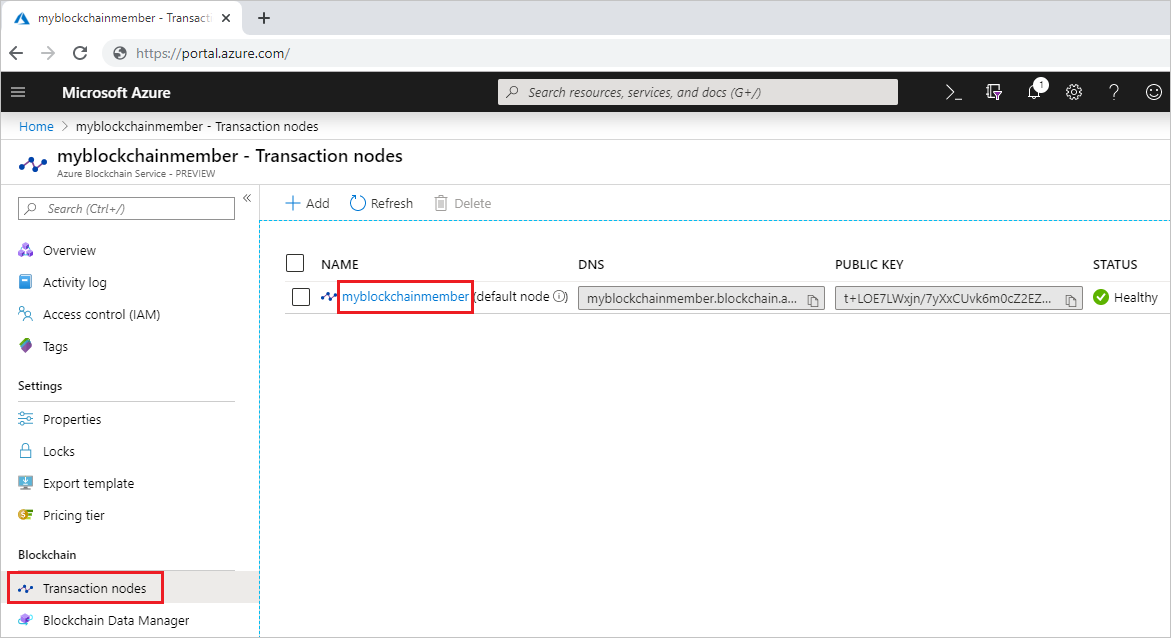 myblockchainmember - Transacti
https://portal.azure.com/
Microsoft Azure
Search resources, services, and docs (G+/)
1
Home > myblockchainmember - Transaction nodes
myblockchainmember - Transaction nodes
Azure Blockchain Service - PREVIEW
Search (Ctrl+/)
Overview
Activity log
Access control (IAM)
Tags
Settings
Properties
Locks
Export template
Pricing tier
Blockchain
Transaction nodes
Blockchain Data Manager
Add Refresh Delete
NAME DNS PUBLIC KEY STATUS
myblockchainmember (default node myblockchainmember.blockchain.a... t+LOE7LWxjn/7yXxCUvk6m0cZ2EZ... Healthy